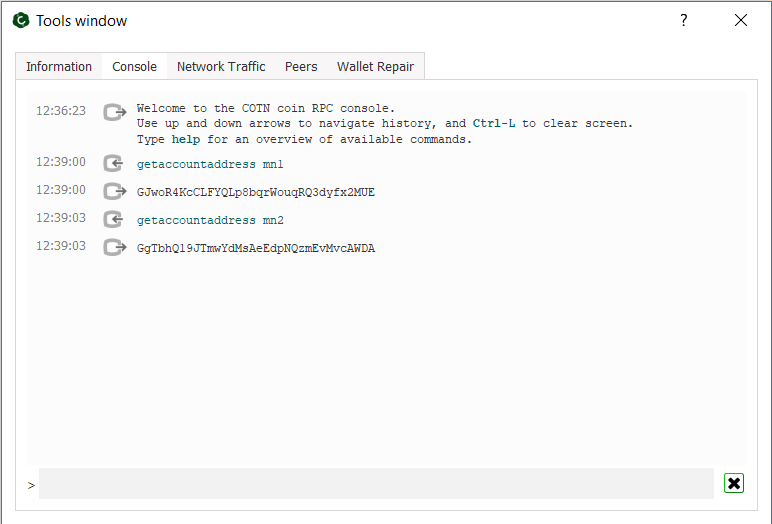 Tools window
Information Console Network Traffic Peers Wallet Repair
12:36:23 Welcome to the COTN coin RPC console.
Use up and down arrows to navigate history, and Ctrl-L to clear screen.
Type help for an overview of available commands.
12:39:00 getaccountaddress mn1
12:39:00 GJwoR4KcCLFYQLp8bqrWouqRQ3dyfx2MUE
12:39:03 getaccountaddress mn2
12:39:03 GgTbhQ19JTmwYdMsAeEdpNQzmEvMvcAWDA
>